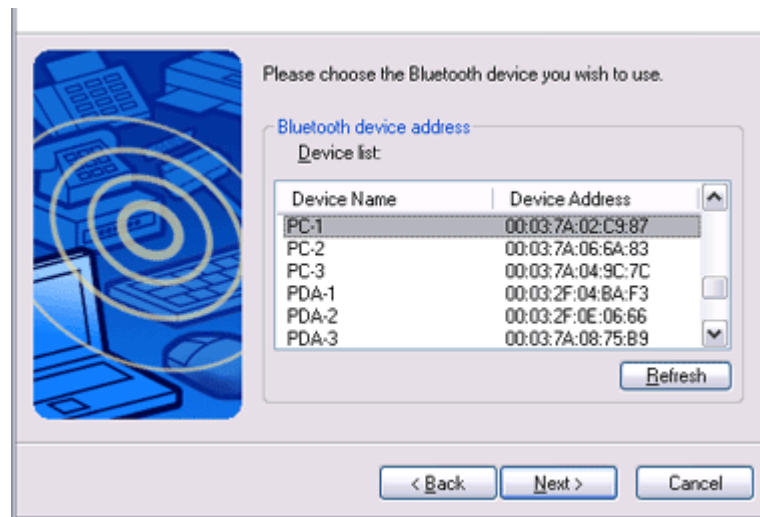 Please choose the Bluetooth device you wish to use.
Bluetooth device address
Device list:
Device Name Device Address
PC-1 00:03:7A:02:C9:87
PC-2 00:03:7A:06:6A:83
PC-3 00:03:7A:04:9C:7C
PDA-1 00:03:2F:04:BA:F3
PDA-2 00:03:2F:0E:06:66
PDA-3 00:03:7A:08:75:B9
Refresh
< Back Next > Cancel